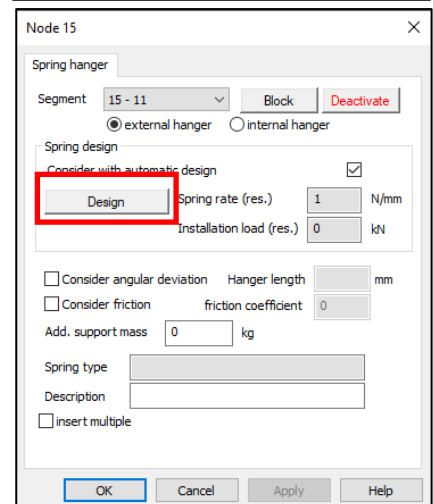 Node 15
Spring hanger
Segment 15 - 11 Block Deactivate
external hanger internal hanger
Spring design
Consider with automatic design
Design Spring rate (res.) 1 N/mm
Installation load (res.) 0 kN
Consider angular deviation Hanger length mm
Consider friction friction coefficient 0
Add. support mass 0 kg
Spring type
Description
insert multiple
OK Cancel Apply Help